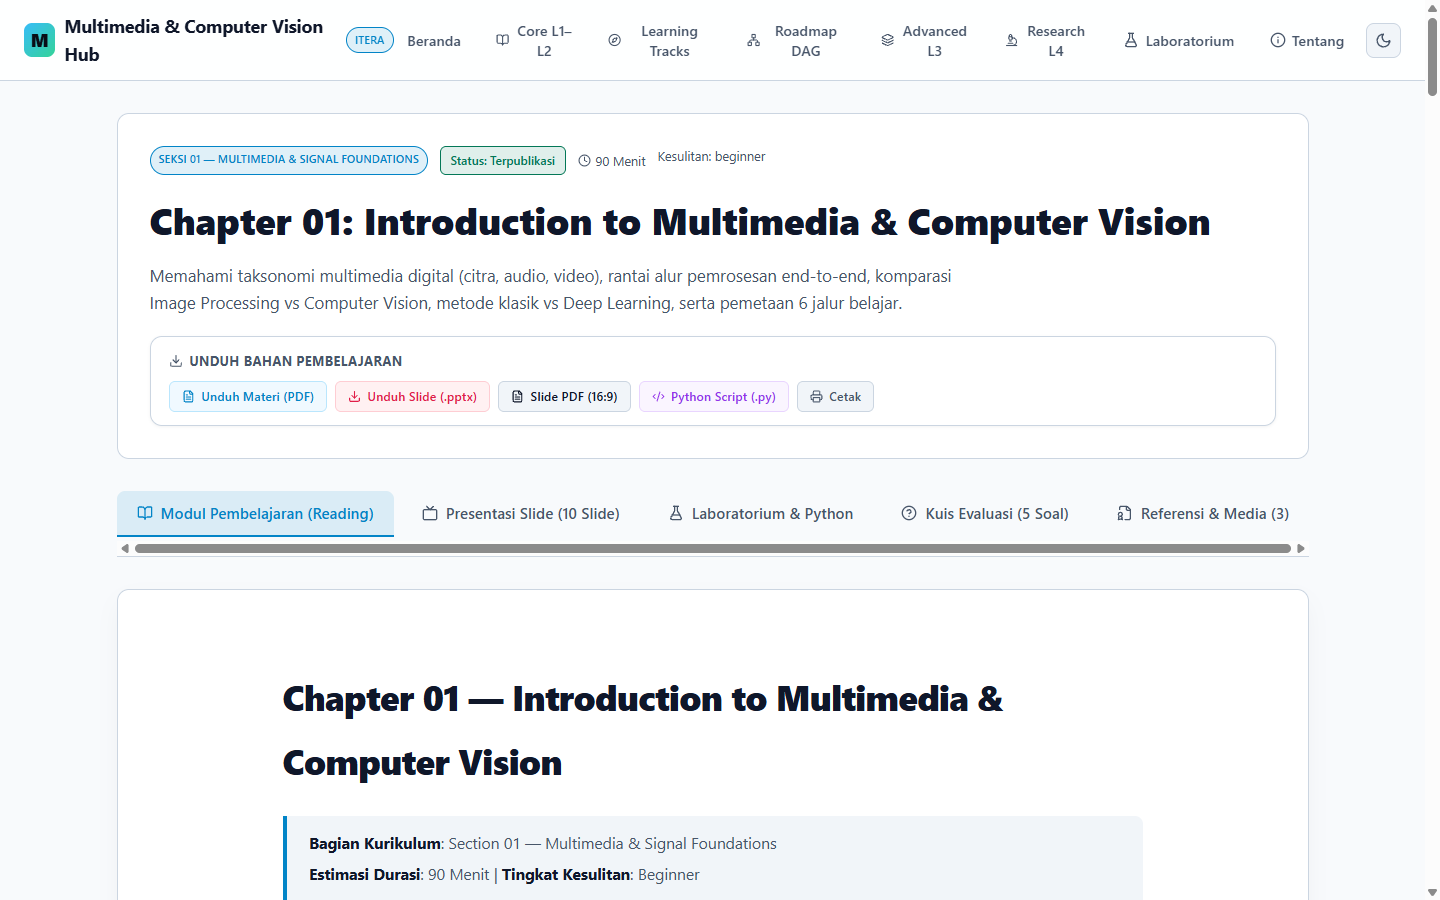 M
Multimedia & Computer Vision
Hub
ITERA
Beranda
Core L1–
L2
Learning
Tracks
Roadmap
DAG
Advanced
L3
Research
L4
Laboratorium
Tentang
SEKSI 01 — MULTIMEDIA & SIGNAL FOUNDATIONS
Status: Terpublikasi
90 Menit
Kesulitan: beginner
Chapter 01: Introduction to Multimedia & Computer Vision
Memahami taksonomi multimedia digital (citra, audio, video), rantai alur pemrosesan end-to-end, komparasi
Image Processing vs Computer Vision, metode klasik vs Deep Learning, serta pemetaan 6 jalur belajar.
UNDUH BAHAN PEMBELAJARAN
Unduh Materi (PDF)
Unduh Slide (.pptx)
Slide PDF (16:9)
Python Script (.py)
Cetak
Modul Pembelajaran (Reading)
Presentasi Slide (10 Slide)
Laboratorium & Python
Kuis Evaluasi (5 Soal)
Referensi & Media (3)
Chapter 01 — Introduction to Multimedia &
Computer Vision
Bagian Kurikulum: Section 01 — Multimedia & Signal Foundations
Estimasi Durasi: 90 Menit | Tingkat Kesulitan: Beginner